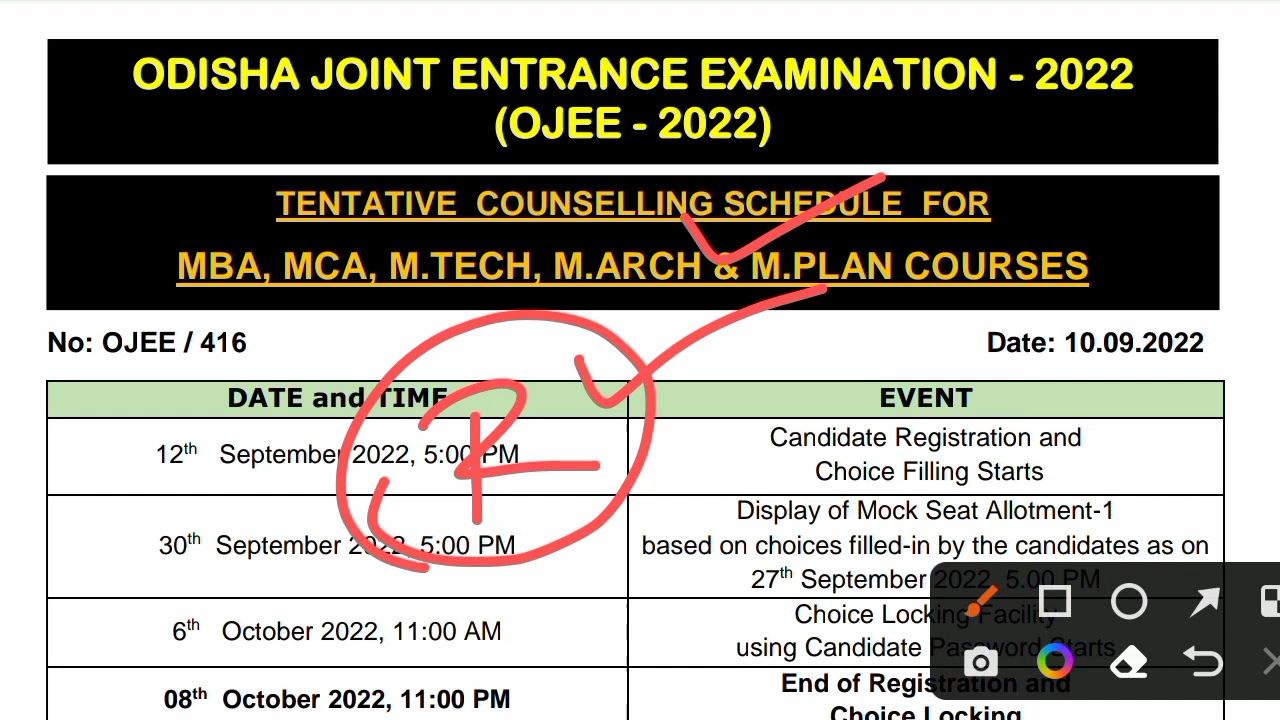 ODISHA JOINT ENTRANCE EXAMINATION - 2022
(OJEE - 2022)
TENTATIVE COUNSELLING SCHEDULE FOR
MBA, MCA, M.TECH, M.ARCH & M.PLAN COURSES
No: OJEE / 416 Date: 10.09.2022
DATE and TIME EVENT
12th September 2022, 5:00 PM
Candidate Registration and
Choice Filling Starts
30th September 2022, 5:00 PM
Display of Mock Seat Allotment-1
based on choices filled-in by the candidates as on
27th September 2022, 5.00 PM
6th October 2022, 11:00 AM
Choice Locking Facility
using Candidate Password Starts
08th October 2022, 11:00 PM
End of Registration and
Choice Locking
R